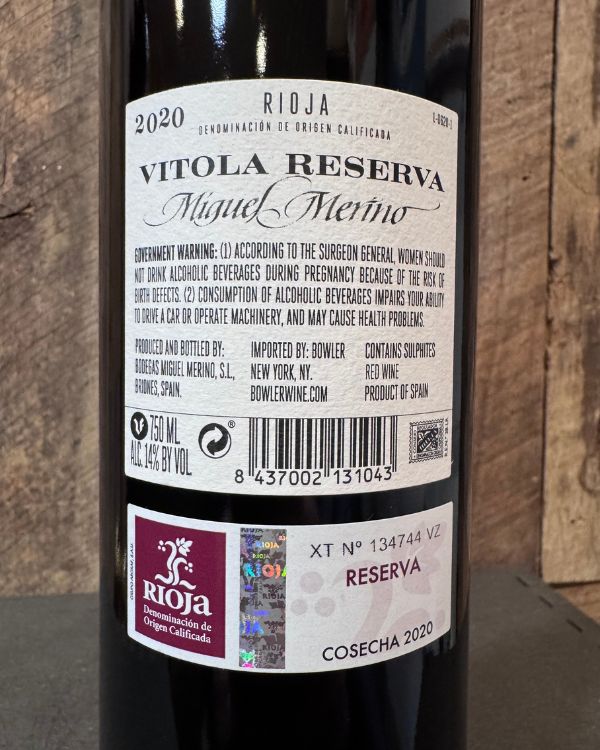 RIOJA
2020
DENOMINACIÓN DE ORIGEN CALIFICADA
L-0620-1
VITOLA RESERVA
Miguel Merino
GOVERNMENT WARNING: (1) ACCORDING TO THE SURGEON GENERAL, WOMEN SHOULD
NOT DRINK ALCOHOLIC BEVERAGES DURING PREGNANCY BECAUSE OF THE RISK OF
BIRTH DEFECTS. (2) CONSUMPTION OF ALCOHOLIC BEVERAGES IMPAIRS YOUR ABILITY
TO DRIVE A CAR OR OPERATE MACHINERY, AND MAY CAUSE HEALTH PROBLEMS.
PRODUCED AND BOTTLED BY:
BODEGAS MIGUEL MERINO, S.L.,
BRIONES, SPAIN.
IMPORTED BY: BOWLER
NEW YORK, NY.
BOWLERWINE.COM
CONTAINS SULPHITES
RED WINE
PRODUCT OF SPAIN
750 ML
ALC. 14% BY VOL
®
8 437002 131043
RIOJA
Denominación de
Origen Calificada
RIOJA
XT Nº 134744 VZ
RESERVA
COSECHA 2020